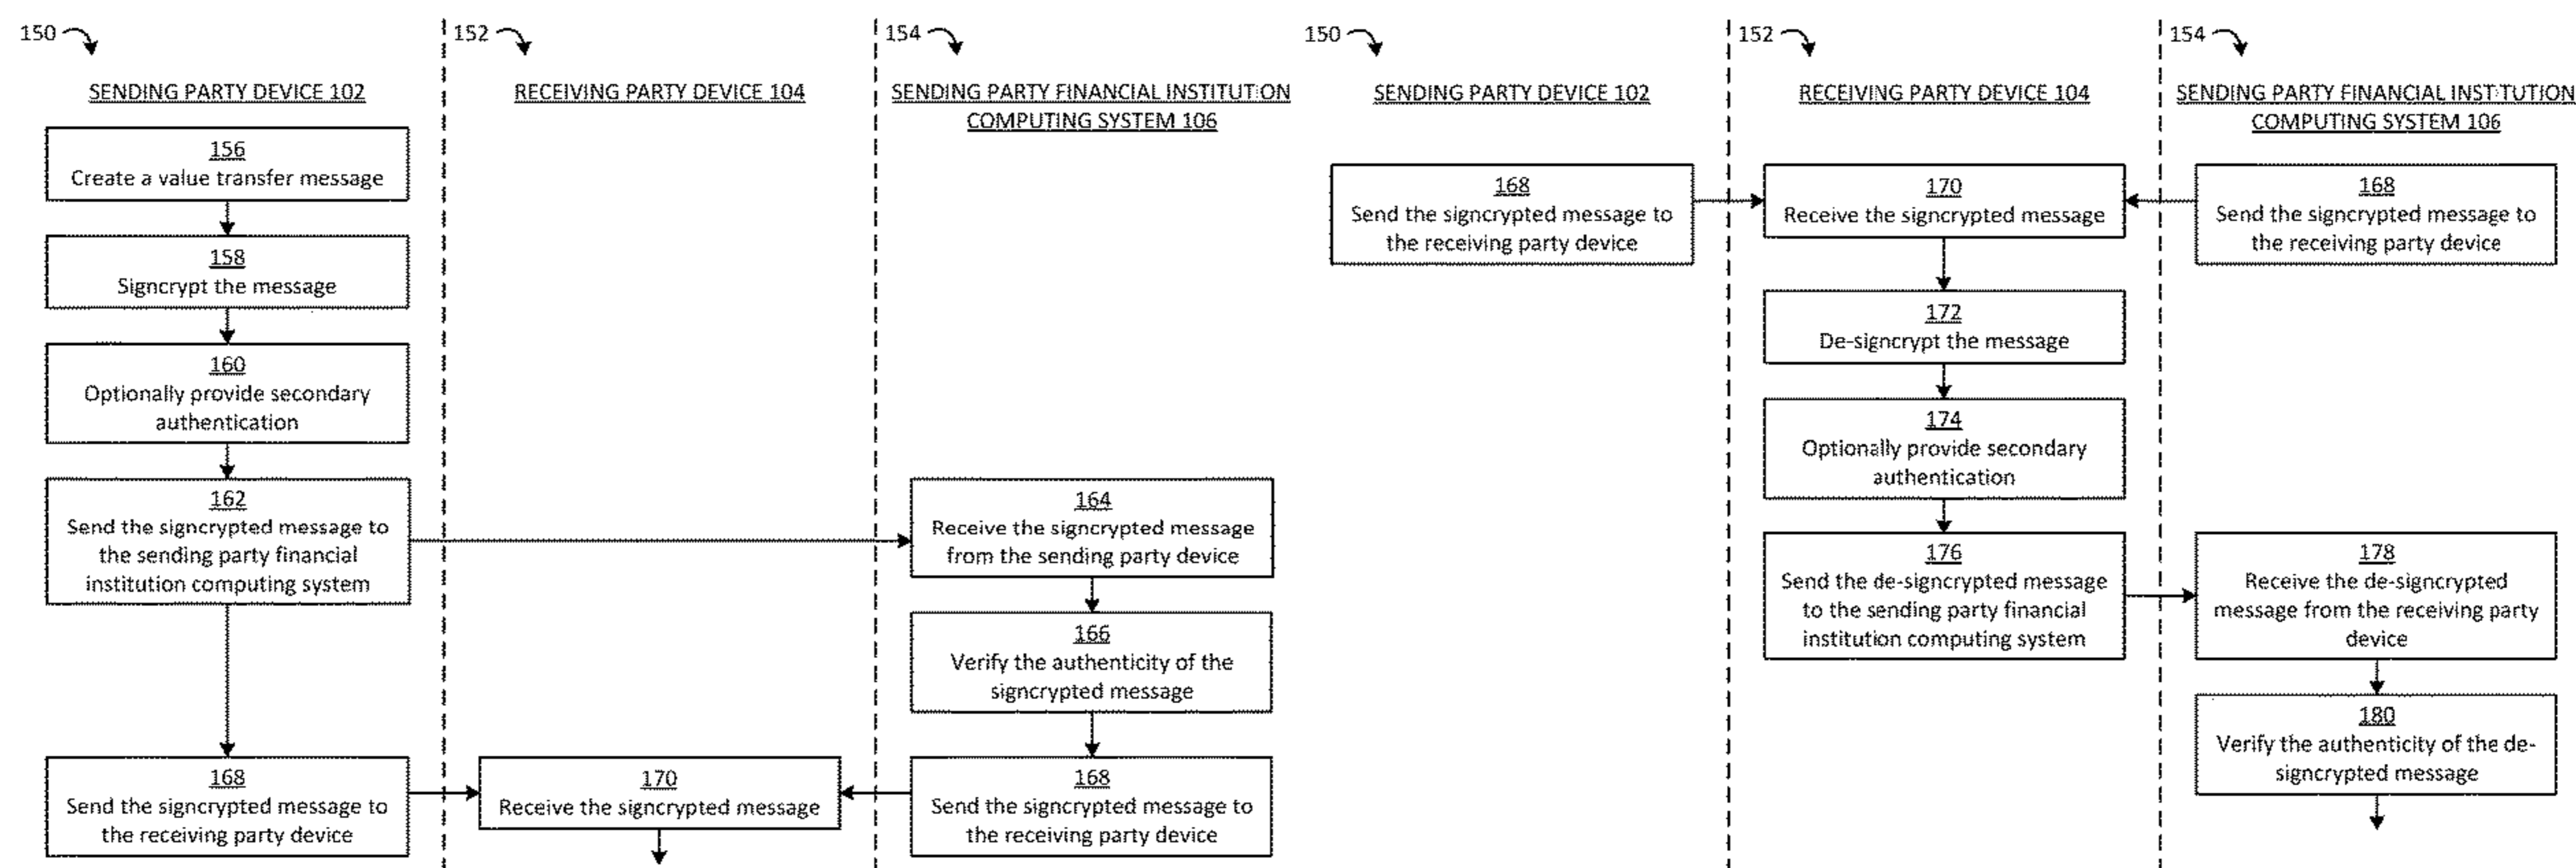 150
SENDING PARTY DEVICE 102
156
Create a value transfer message
158
Signcrypt the message
160
Optionally provide secondary
authentication
162
Send the signcrypted message to
the sending party financial
institution computing system
168
Send the signcrypted message to
the receiving party device
152
RECEIVING PARTY DEVICE 104
170
Receive the signcrypted message
154
SENDING PARTY FINANCIAL INSTITUTION
COMPUTING SYSTEM 106
164
Receive the signcrypted message
from the sending party device
166
Verify the authenticity of the
signcrypted message
168
Send the signcrypted message to
the receiving party device
150
SENDING PARTY DEVICE 102
168
Send the signcrypted message to
the receiving party device
152
RECEIVING PARTY DEVICE 104
170
Receive the signcrypted message
172
De-signcrypt the message
174
Optionally provide secondary
authentication
176
Send the de-signcrypted message
to the sending party financial
institution computing system
154
SENDING PARTY FINANCIAL INSTITUTION
COMPUTING SYSTEM 106
168
Send the signcrypted message to
the receiving party device
178
Receive the de-signcrypted
message from the receiving party
device
180
Verify the authenticity of the de-
signcrypted message